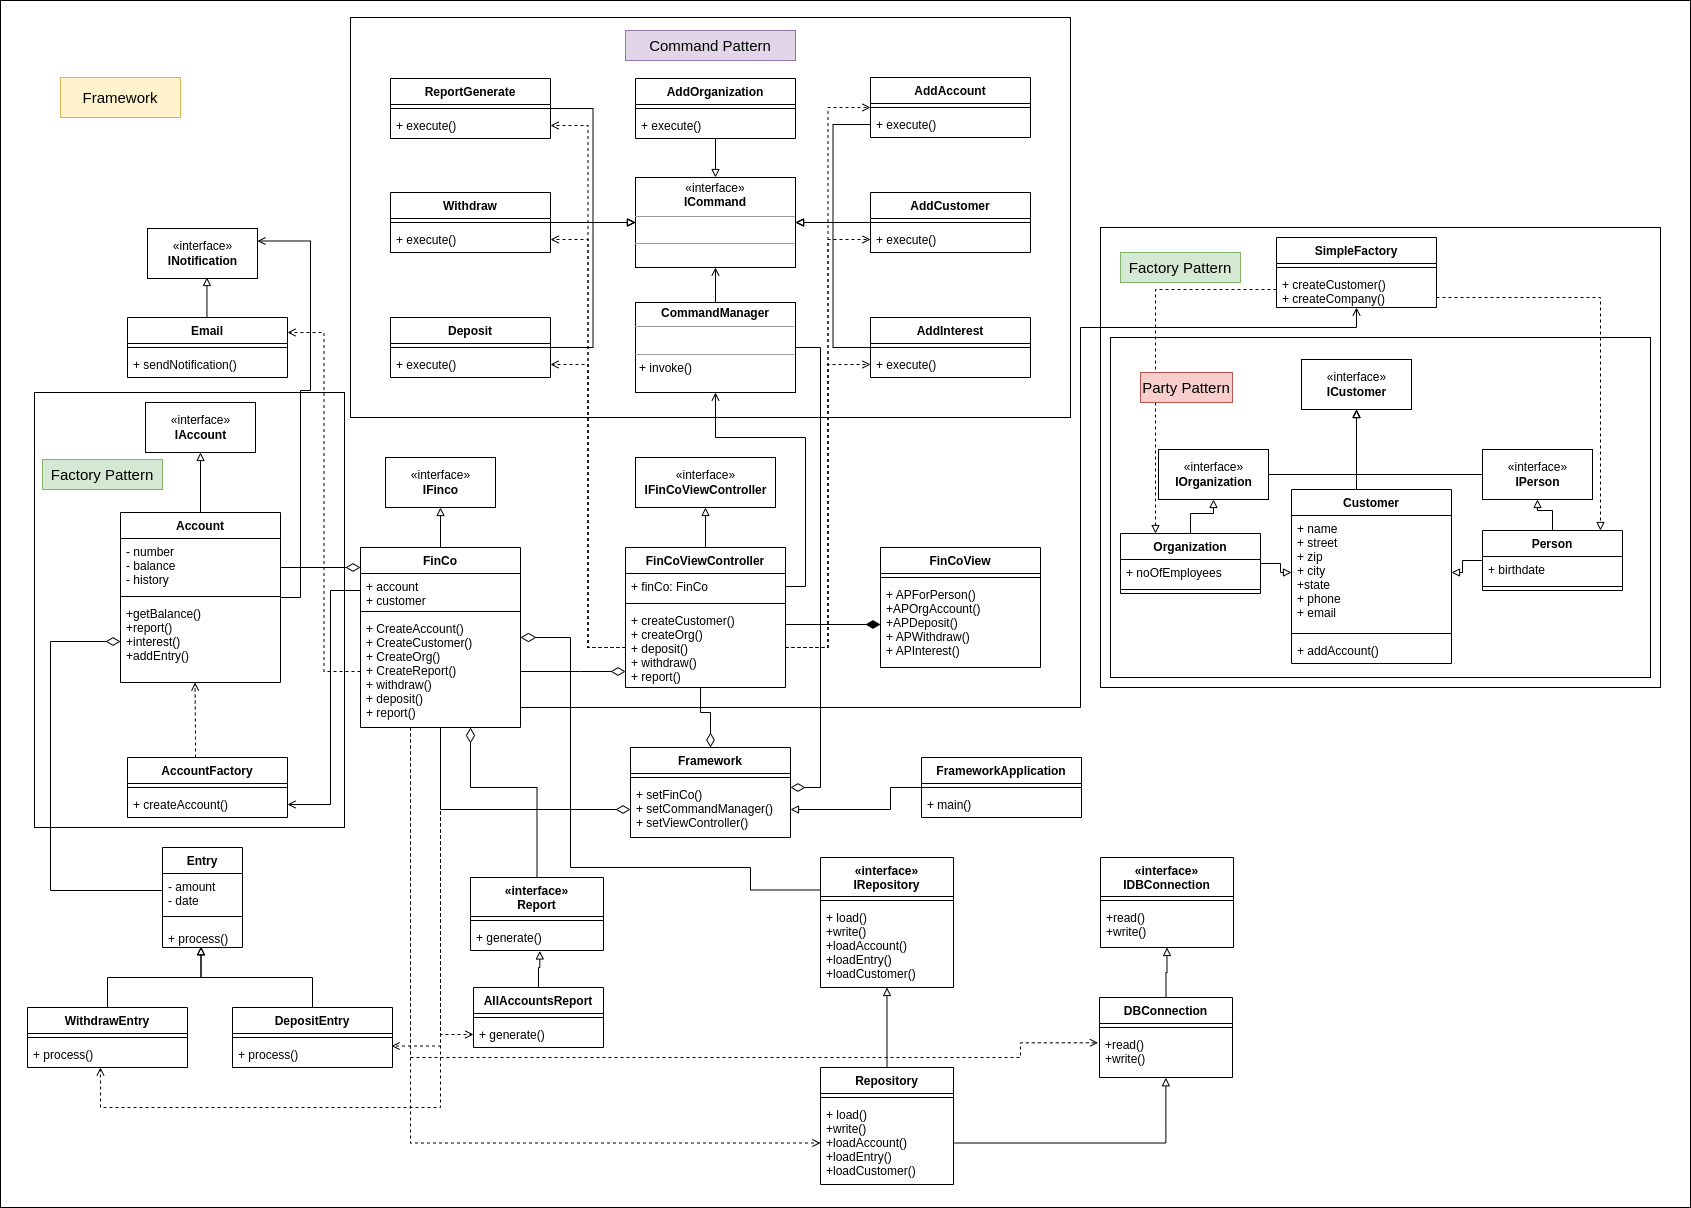 Framework
Command Pattern
ReportGenerate
+ execute()
AddOrganization
+ execute()
AddAccount
+ execute()
Withdraw
+ execute()
«interface»
ICommand
AddCustomer
+ execute()
Deposit
+ execute()
CommandManager
+ invoke()
AddInterest
+ execute()
«interface»
INotification
Email
+ sendNotification()
«interface»
IAccount
Factory Pattern
Account
- number
- balance
- history
+getBalance()
+report()
+interest()
+addEntry()
AccountFactory
+ createAccount()
«interface»
IFinco
FinCo
+ account
+ customer
+ CreateAccount()
+ CreateCustomer()
+ CreateOrg()
+ CreateReport()
+ withdraw()
+ deposit()
+ report()
«interface»
IFinCoViewController
FinCoViewController
+ finCo: FinCo
+ createCustomer()
+ createOrg()
+ deposit()
+ withdraw()
+ report()
FinCoView
+ APForPerson()
+APOrgAccount()
+APDeposit()
+ APWithdraw()
+ APInterest()
Factory Pattern
SimpleFactory
+ createCustomer()
+ createCompany()
Party Pattern
«interface»
ICustomer
«interface»
IOrganization
«interface»
IPerson
Customer
+ name
+ street
+ zip
+ city
+state
+ phone
+ email
+ addAccount()
Organization
+ noOfEmployees
Person
+ birthdate
Framework
+ setFinCo()
+ setCommandManager()
+ setViewController()
FrameworkApplication
+ main()
Entry
- amount
- date
+ process()
WithdrawEntry
+ process()
DepositEntry
+ process()
«interface»
Report
+ generate()
AllAccountsReport
+ generate()
«interface»
IRepository
+ load()
+write()
+loadAccount()
+loadEntry()
+loadCustomer()
«interface»
IDBConnection
+read()
+write()
DBConnection
+read()
+write()
Repository
+ load()
+write()
+loadAccount()
+loadEntry()
+loadCustomer()